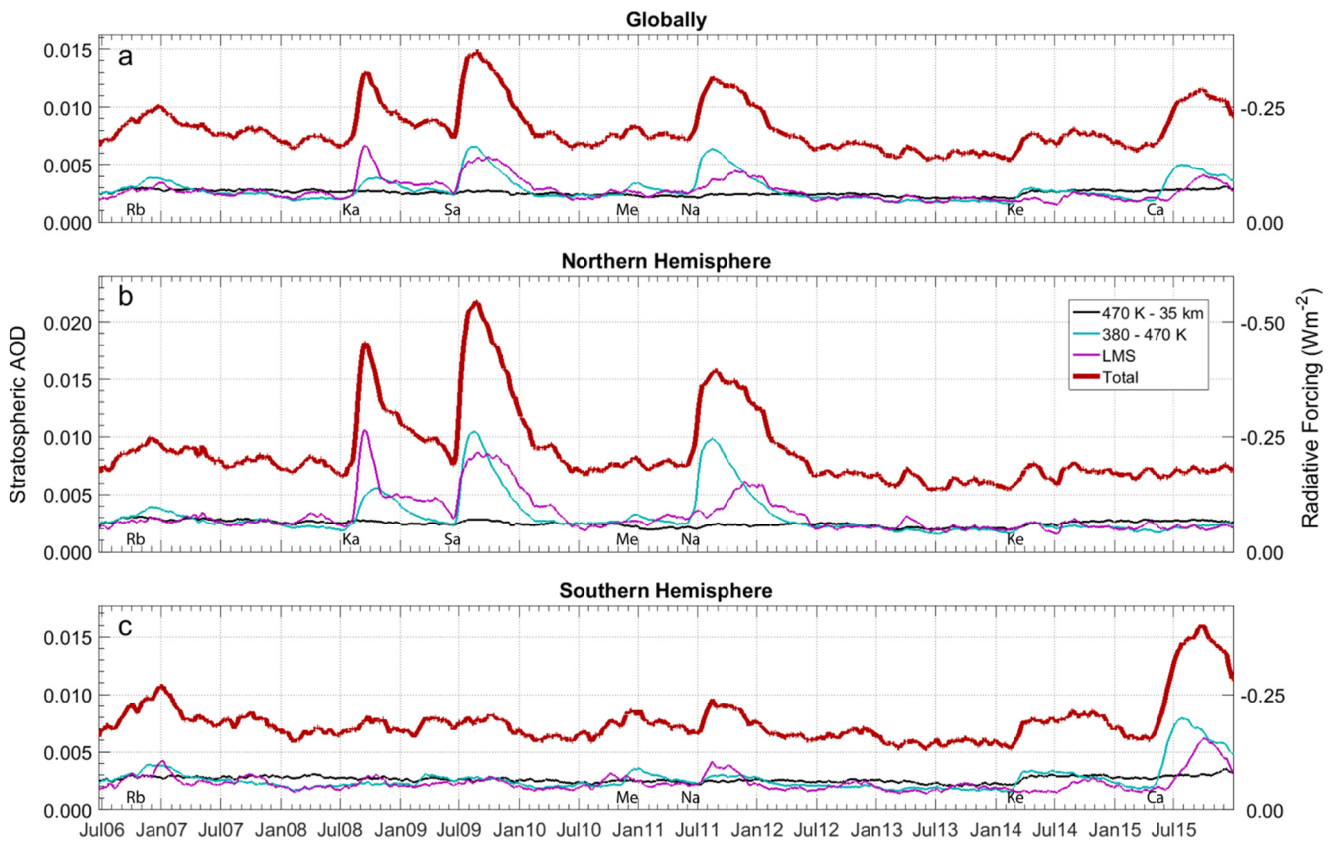 Globally
a
0.015
0.010
0.005
0.000
-0.25
0.00
Rb Ka Sa Me Na Ke Ca
Northern Hemisphere
b
0.020
0.015
0.010
0.005
0.000
-0.50
-0.25
0.00
470 K - 35 km
380 - 470 K
LMS
Total
Rb Ka Sa Me Na Ke
Stratospheric AOD
Radiative Forcing (Wm-2)
Southern Hemisphere
c
0.015
0.010
0.005
0.000
-0.25
0.00
Rb Me Na Ke Ca
Jul06 Jan07 Jul07 Jan08 Jul08 Jan09 Jul09 Jan10 Jul10 Jan11 Jul11 Jan12 Jul12 Jan13 Jul13 Jan14 Jul14 Jan15 Jul15